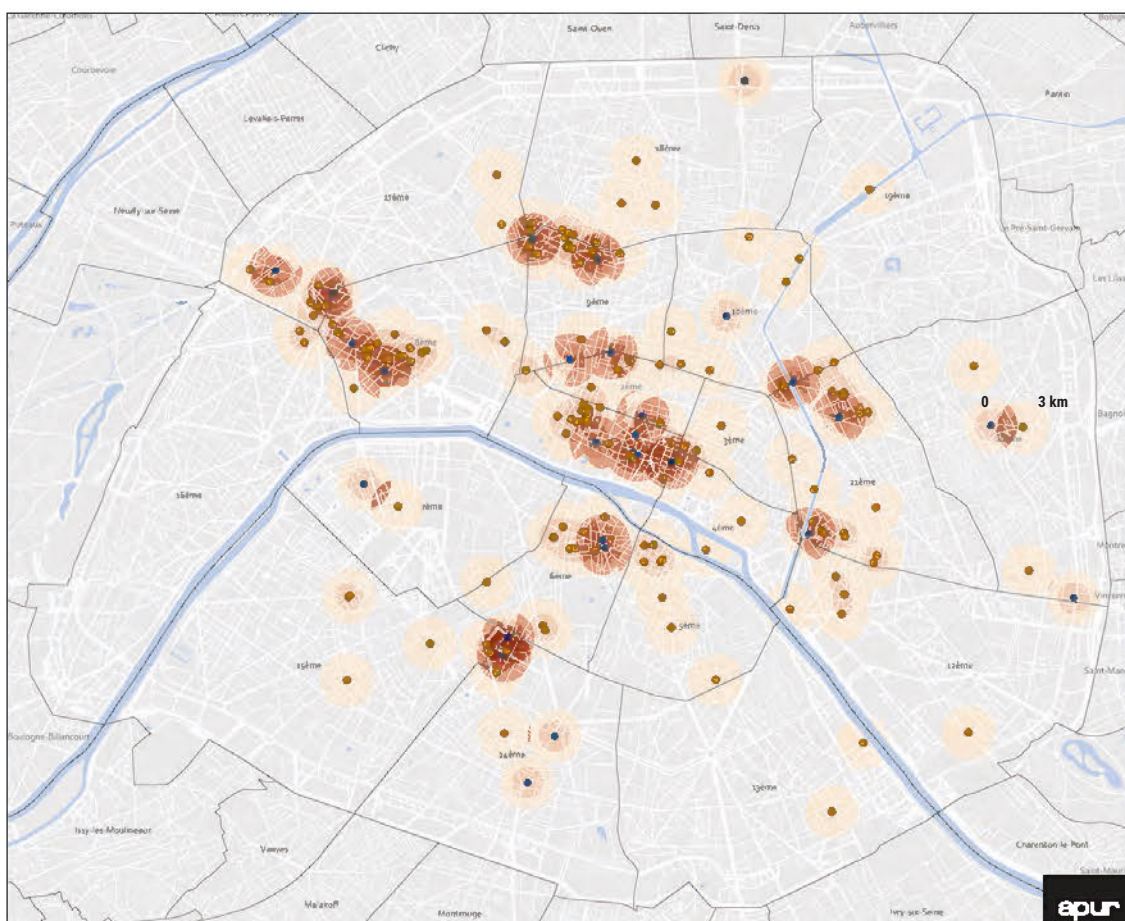 Saint-Ouen
Saint-Denis
Aubervilliers
Clichy
Courbevoie
Pantin
Levallois-Perret
18ème
17ème
19ème
Neuilly-sur-Seine
Puteaux
Le Pré-Saint-Gervais
Les Lilas
9ème
10ème
8ème
2ème
0 3 km
Bagnolet
3ème
16ème
7ème
11ème
4ème
Montreuil
6ème
Vincennes
5ème
15ème
12ème
Saint-Mandé
Boulogne-Billancourt
14ème
13ème
Issy-les-Moulineaux
Vanves
Charenton-le-Pont
Malakoff
Montrouge
Ivry-sur-Seine
apur